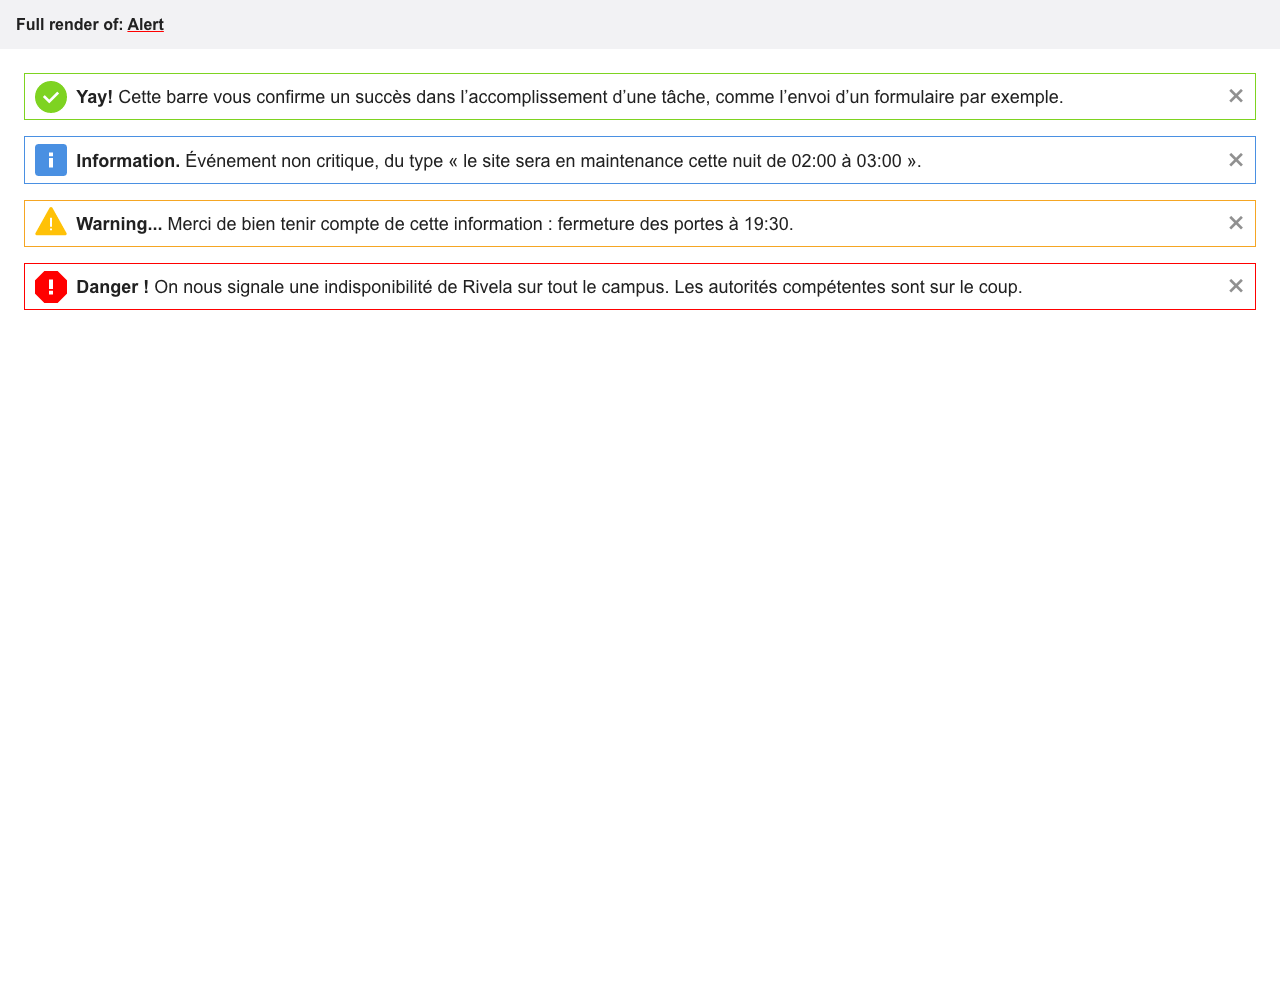 Full render of: Alert
Yay! Cette barre vous confirme un succès dans l’accomplissement d’une tâche, comme l’envoi d’un formulaire par exemple.
Information. Événement non critique, du type « le site sera en maintenance cette nuit de 02:00 à 03:00 ».
Warning... Merci de bien tenir compte de cette information : fermeture des portes à 19:30.
Danger ! On nous signale une indisponibilité de Rivela sur tout le campus. Les autorités compétentes sont sur le coup.